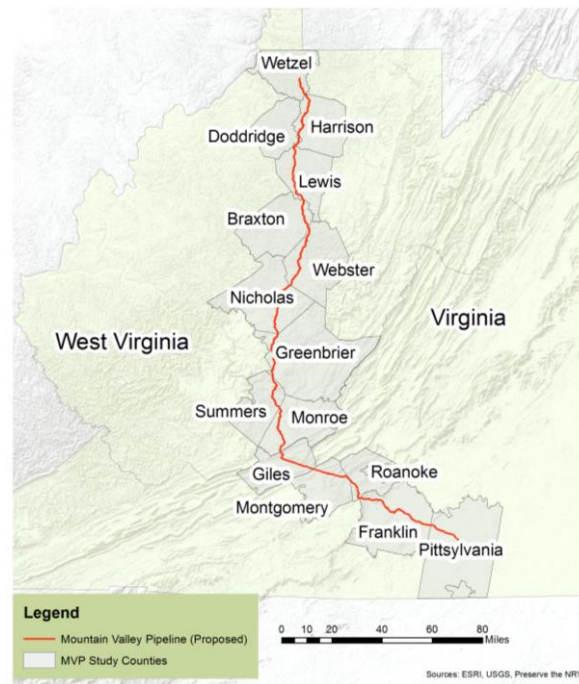 Wetzel
Doddridge
Harrison
Lewis
Braxton
Webster
Nicholas
West Virginia
Virginia
Greenbrier
Summers
Monroe
Giles
Roanoke
Montgomery
Franklin
Pittsylvania
Legend
Mountain Valley Pipeline (Proposed)
MVP Study Counties
0 10 20 40 60 80
Miles
Sources: ESRI, USGS, Preserve the NR